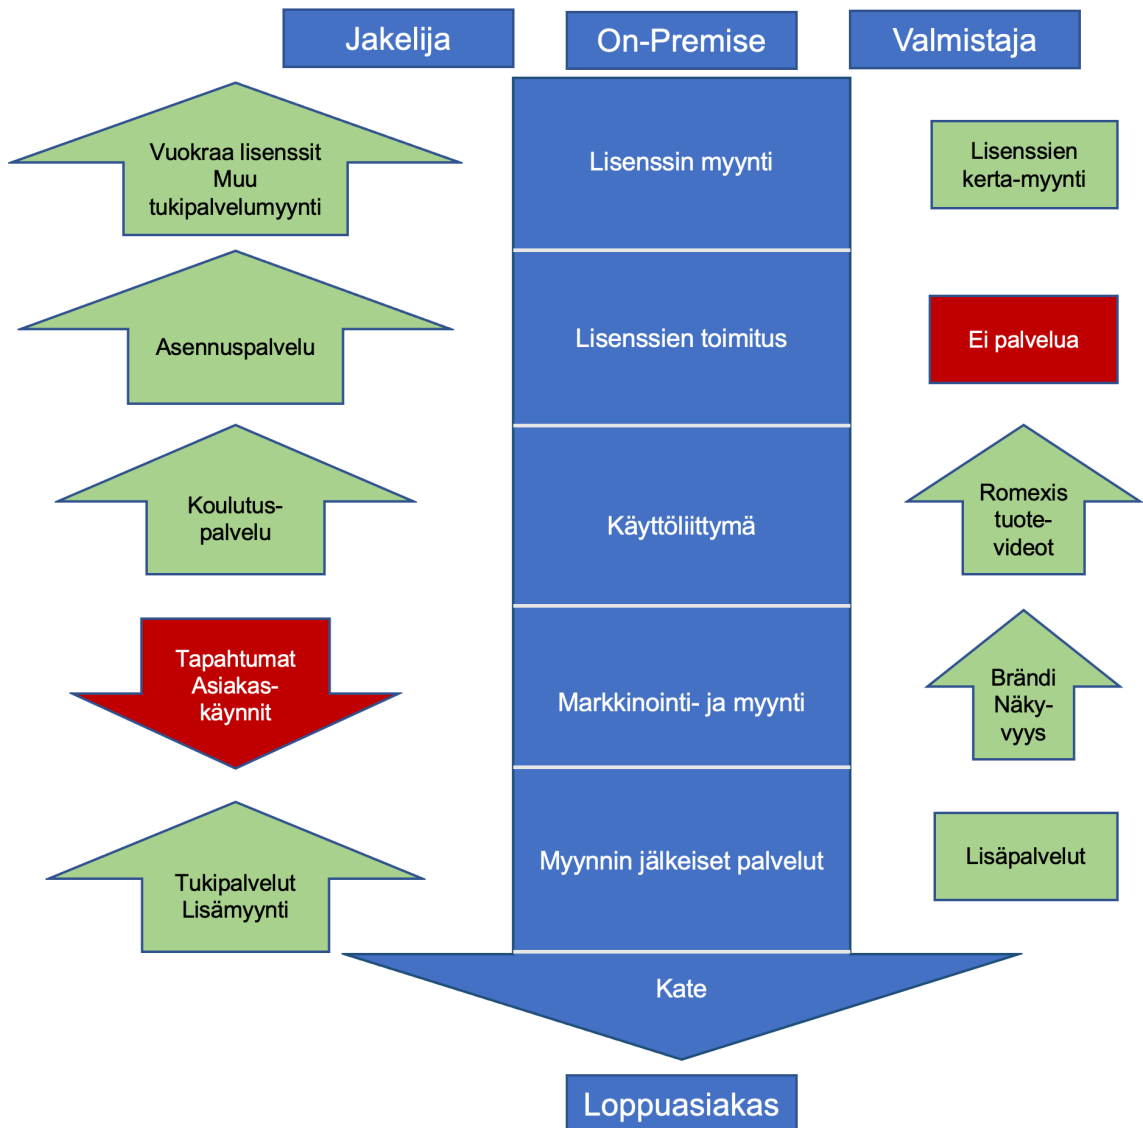 Jakelija
On-Premise
Valmistaja
Vuokraa lisenssit
Muu
tukipalvelumyynti
Lisenssin myynti
Lisenssien
kerta-myynti
Asennuspalvelu
Lisenssien toimitus
Ei palvelua
Koulutus-
palvelu
Käyttöliittymä
Romexis
tuote-
videot
Tapahtumat
Asiakas-
käynnit
Markkinointi- ja myynti
Brändi
Näky-
vyys
Tukipalvelut
Lisämyynti
Myynnin jälkeiset palvelut
Lisäpalvelut
Kate
Loppuasiakas